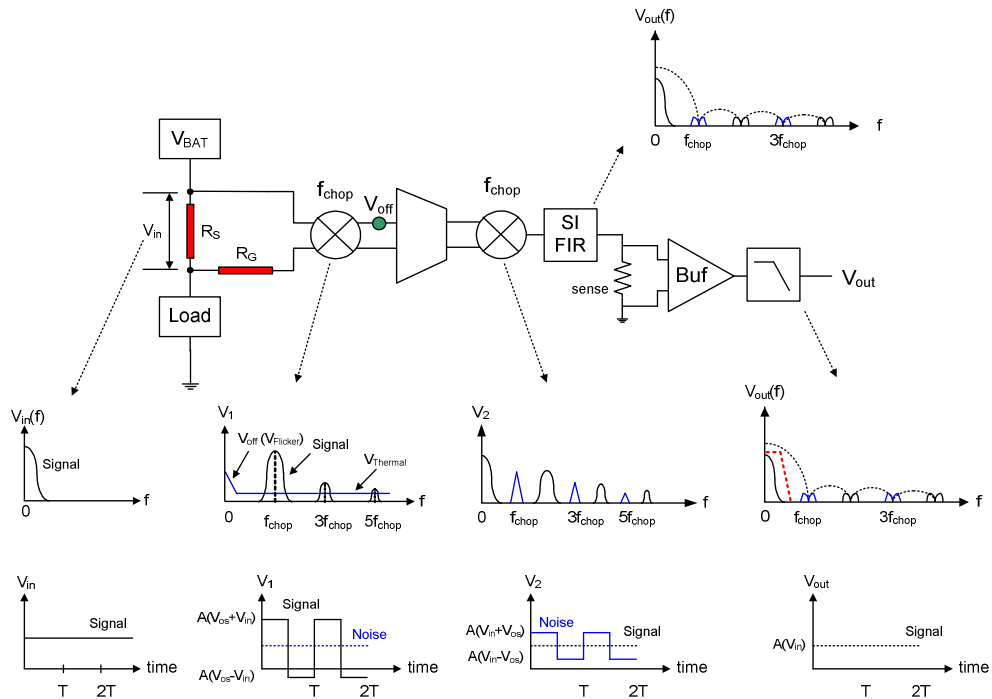 Vout(f)
f
0
fchop
3fchop
VBAT
Vin
RS
RG
Load
fchop
Voff
fchop
SI
FIR
sense
Buf
Vout
Vin(f)
Signal
0
f
V1
Voff (VFlicker)
Signal
VThermal
0
fchop
3fchop
5fchop
f
V2
0
fchop
3fchop
5fchop
f
Vout(f)
0
fchop
3fchop
f
Vin
Signal
T
2T
time
V1
Signal
A(Vos+Vin)
Noise
A(Vos−Vin)
T
2T
time
V2
Noise
A(Vin+Vos)
Signal
A(Vin−Vos)
T
2T
time
Vout
A(Vin)
T
2T
time